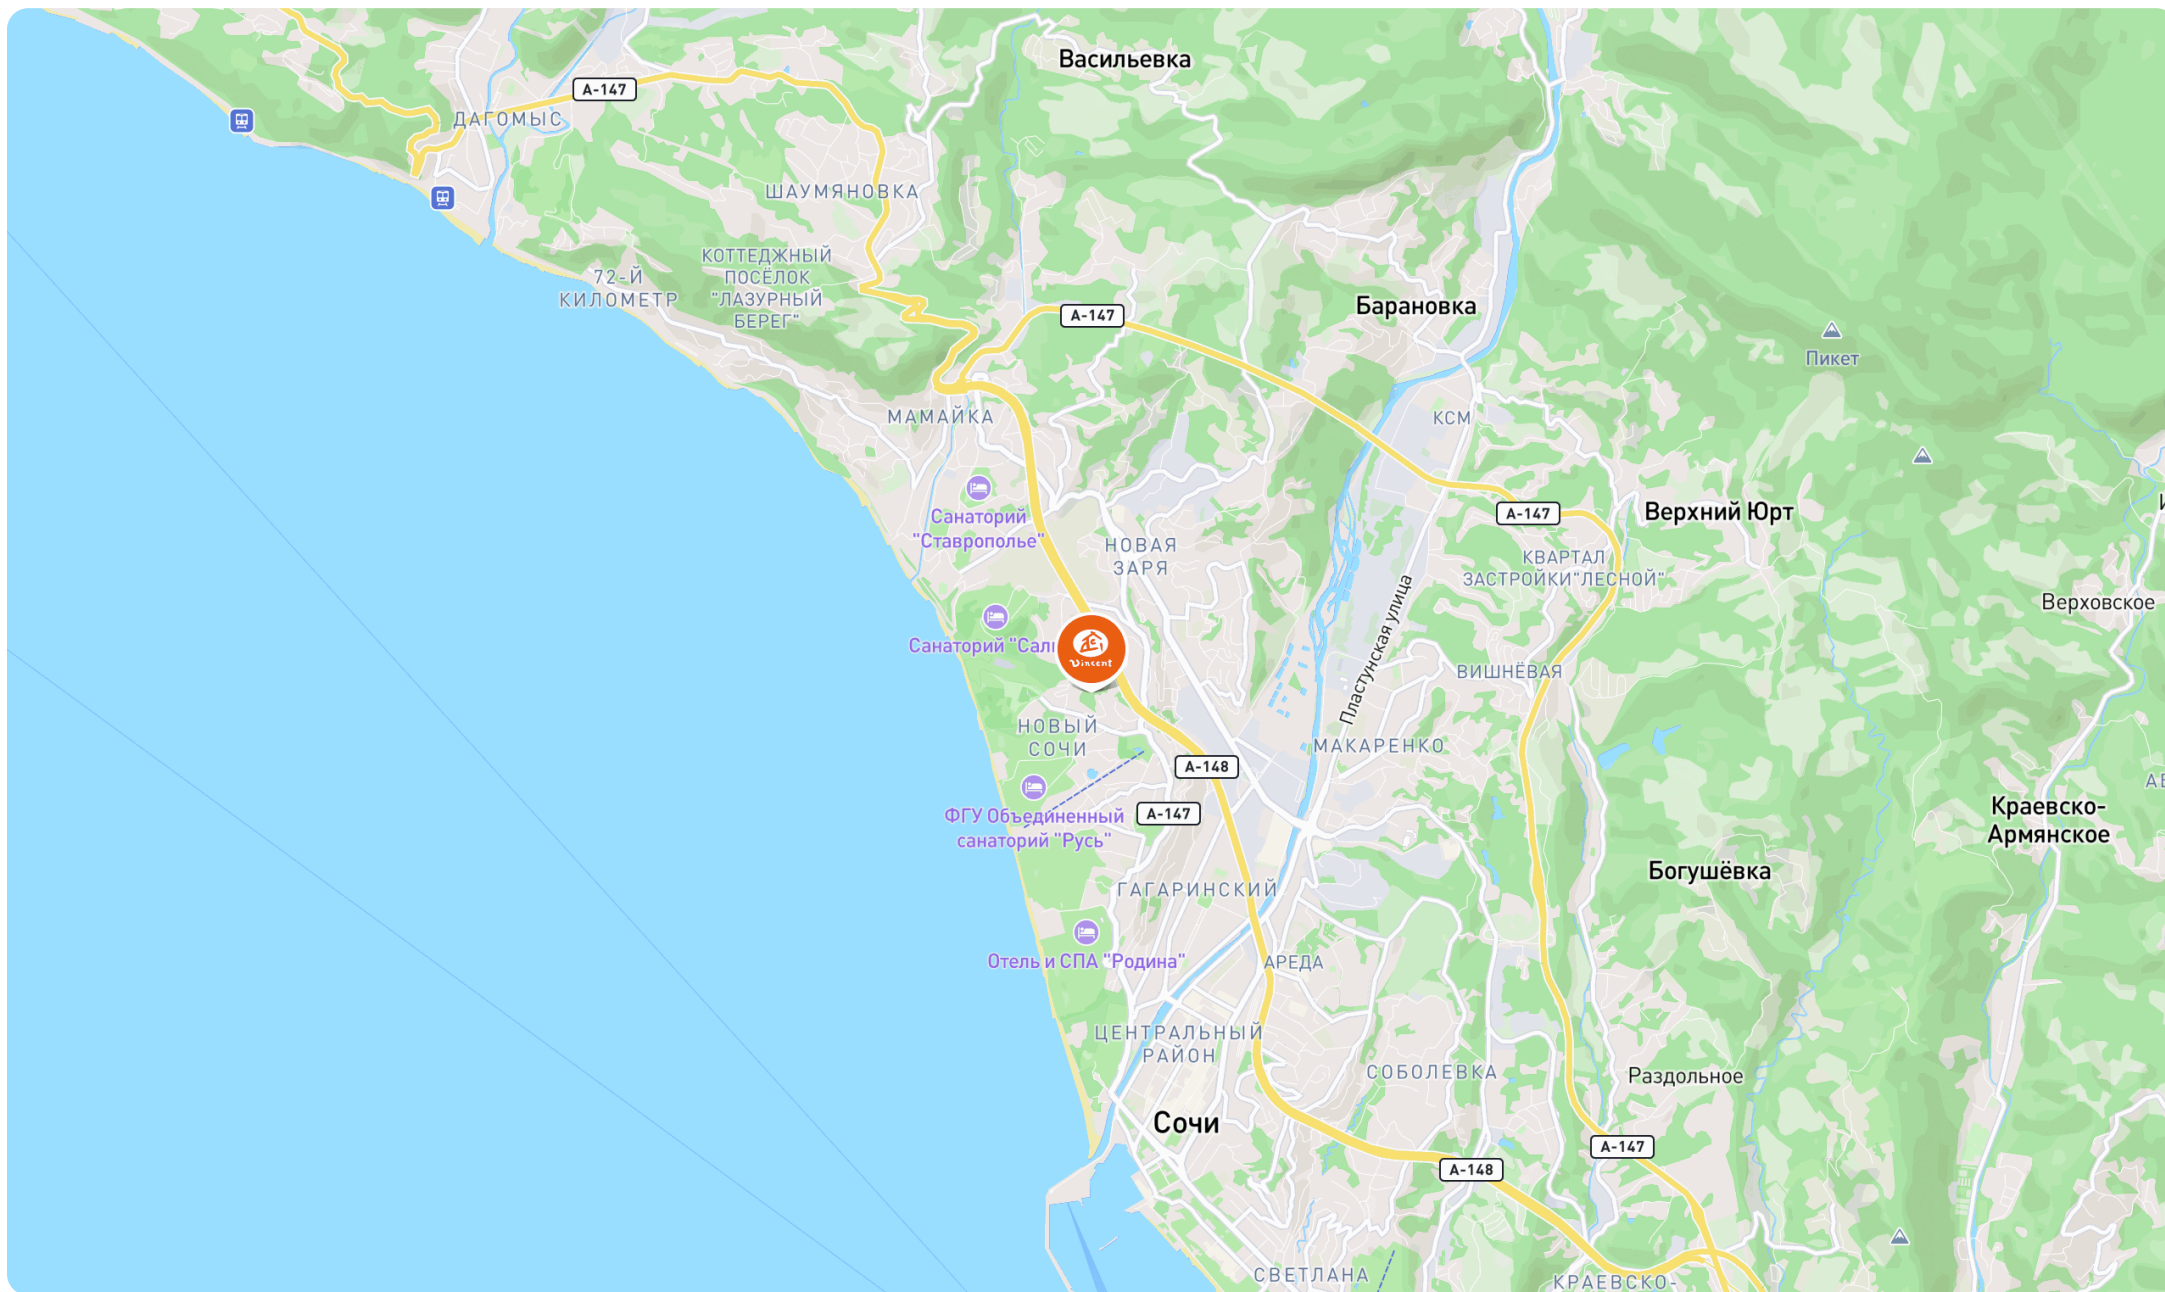 Васильевка
А-147
ДАГОМЫС
ШАУМЯНОВКА
КОТТЕДЖНЫЙ
ПОСЁЛОК
"ЛАЗУРНЫЙ
БЕРЕГ"
72-Й
КИЛОМЕТР
А-147
Барановка
Пикет
МАМАЙКА
КСМ
Санаторий
"Ставрополье"
А-147
Верхний Юрт
НОВАЯ
ЗАРЯ
КВАРТАЛ
ЗАСТРОЙКИ"ЛЕСНОЙ"
Верховское
Пластунская улица
Санаторий
Vincent
ВИШНЁВАЯ
НОВЫЙ
СОЧИ
МАКАРЕНКО
А-148
А-147
ФГУ Объединенный
санаторий "Русь"
Краевско-
Армянское
Богушёвка
ГАГАРИНСКИЙ
Отель и СПА "Родина"
АРЕДА
ЦЕНТРАЛЬНЫЙ
РАЙОН
СОБОЛЕВКА
Раздольное
Сочи
А-147
А-148
СВЕТЛАНА
КРАЕВСКО-